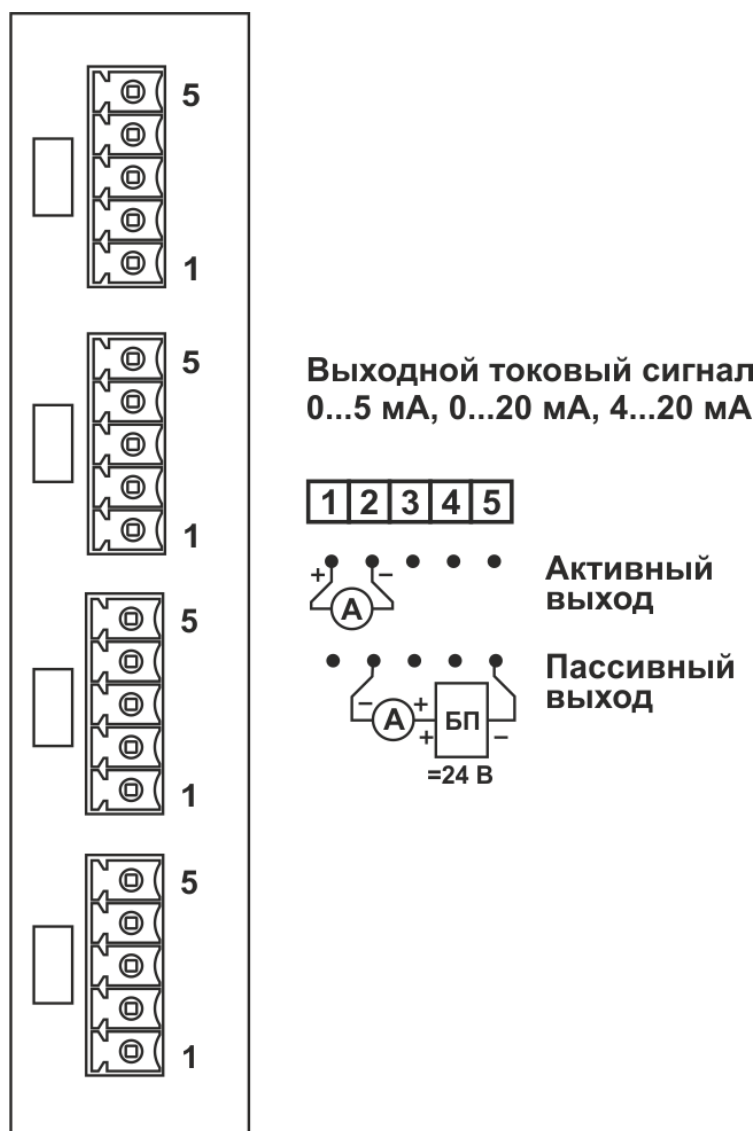 5
1
5
1
5
1
5
1
Выходной токовый сигнал
0...5 мА, 0...20 мА, 4...20 мА
1 2 3 4 5
+ −
А
Активный
выход
− + + −
А БП
=24 В
Пассивный
выход